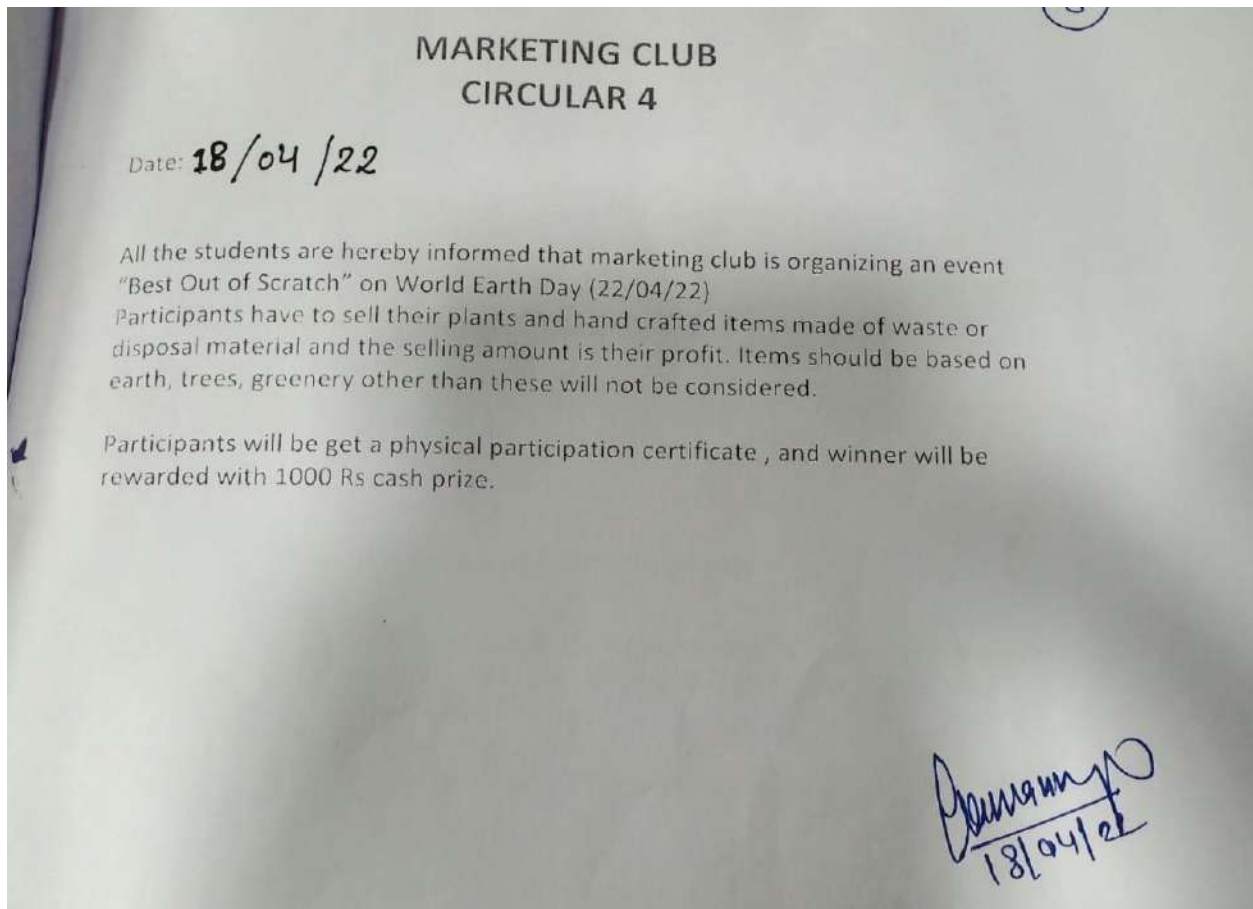 MARKETING CLUB
CIRCULAR 4
Date: 18/04/22
All the students are hereby informed that marketing club is organizing an event
"Best Out of Scratch" on World Earth Day (22/04/22)
Participants have to sell their plants and hand crafted items made of waste or
disposal material and the selling amount is their profit. Items should be based on
earth, trees, greenery other than these will not be considered.
Participants will be get a physical participation certificate , and winner will be
rewarded with 1000 Rs cash prize.
18/04/22